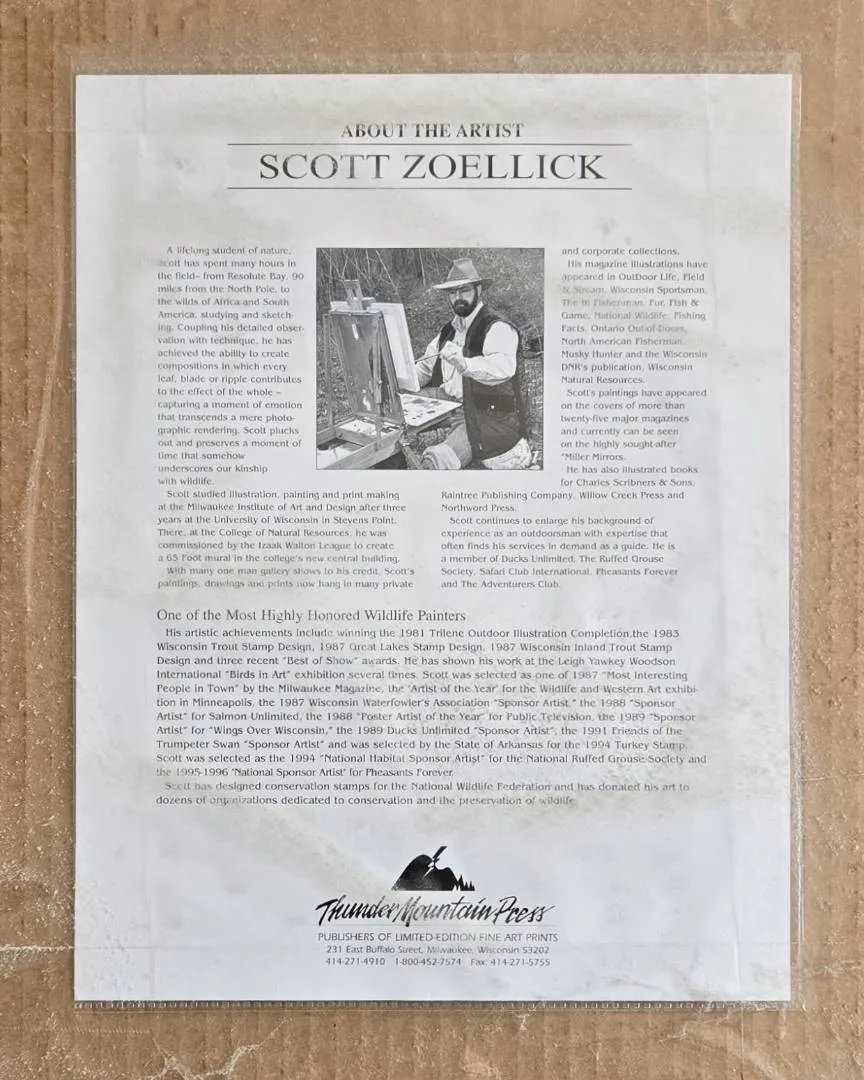 ABOUT THE ARTIST
SCOTT ZOELLICK
A lifelong student of nature,
Scott has spent many hours in
the field– from Resolute Bay, 90
miles from the North Pole, to
the wilds of Africa and South
America, studying and sketch-
ing. Coupling his detailed obser-
vation with technique, he has
achieved the ability to create
compositions in which every
leaf, blade or ripple contributes
to the effect of the whole –
capturing a moment of emotion
that transcends a mere photo-
graphic rendering. Scott plucks
out and preserves a moment of
time that somehow
underscores our kinship
with wildlife.
Scott studied illustration, painting and print making
at the Milwaukee Institute of Art and Design after three
years at the University of Wisconsin in Stevens Point.
There, at the College of Natural Resources, he was
commissioned by the Izaak Walton League to create
a 65 Foot mural in the college's new central building.
With many one man gallery shows to his credit, Scott's
paintings, drawings and prints now hang in many private
and corporate collections.
His magazine illustrations have
appeared in OutDoor Life, Field
& Stream, Wisconsin Sportsman,
The In Fisher-man, Fur, Fish &
Game, National Wildlife, Fishing
Facts, Ontario Out-of-Doors,
North American Fisherman,
Musky Hunter and the Wisconsin
DNR's publication, Wisconsin
Natural Resources.
Scott's paintings have appeared
on the covers of more than
twenty-five major magazines
and currently can be seen
on the highly sought-after
"Miller Mirrors.
He has also illustrated books
for Charles Scribners & Sons,
Raintree Publishing Company, Willow Creek Press and
Northword Press.
Scott continues to enlarge his background of
experience as an outdoorsman with expertise that
often finds his services in demand as a guide. He is
a member of Ducks Unlimited, The Ruffed Grouse
Society, Safari Club International, Pheasants Forever
and The Adventurers Club.
One of the Most Highly Honored Wildlife Painters
His artistic achievements include winning the 1981 Trilene Outdoor Illustration Completion,the 1983
Wisconsin Trout Stamp Design, 1987 Great Lakes Stamp Design, 1987 Wisconsin Inland Trout Stamp
Design and three recent "Best of Show" awards. He has shown his work at the Leigh Yawkey Woodson
International "Birds in Art" exhibition several times. Scott was selected as one of 1987 "Most Interesting
People in Town" by the Milwaukee Magazine, the "Artist of the Year" for the Wildlife and Western Art exhibi-
tion in Minneapolis, the 1987 Wisconsin Waterfowler's Association "Sponsor Artist," the 1988 "Sponsor
Artist" for Salmon Unlimited, the 1988 "Poster Artist of the Year" for Public Television, the 1989 "Sponsor
Artist" for "Wings Over Wisconsin," the 1989 Ducks Unlimited "Sponsor Artist", the 1991 Friends of the
Trumpeter Swan "Sponsor Artist" and was selected by the State of Arkansas for the 1994 Turkey Stamp.
Scott was selected as the 1994 "National Habital Sponsor Artist" for the National Ruffed Grouse Society and
the 1995-1996 "National Sponsor Artist" for Pheasants Forever.
Scott has designed conservation stamps for the National Wildlife Federation and has donated his art to
dozens of organizations dedicated to conservation and the preservation of wildlife.
Thunder Mountain Press
PUBLISHERS OF LIMITED-EDITION FINE ART PRINTS
231 East Buffalo Street, Milwaukee, Wisconsin 53202
414-271-4910 1-800-452-7574 Fax: 414-271-5755